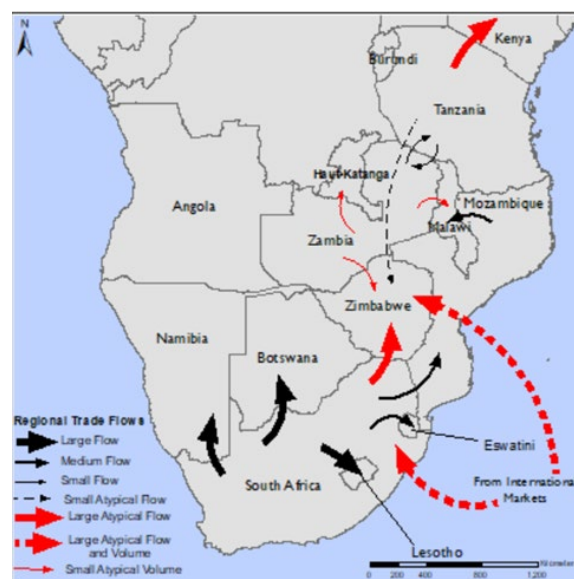 N
Kenya
Burundi
Tanzania
Haut-Katanga
Angola
Mozambique
Malawi
Zambia
Zimbabwe
Namibia
Botswana
Regional Trade Flows
Large Flow
Medium Flow
Small Flow
Small Atypical Flow
Large Atypical Flow
Large Atypical Flow
and Volume
Small Atypical Volume
South Africa
Eswatini
From Internationa
Markets
Lesotho
Kilometer
0 200 400 800 1,200